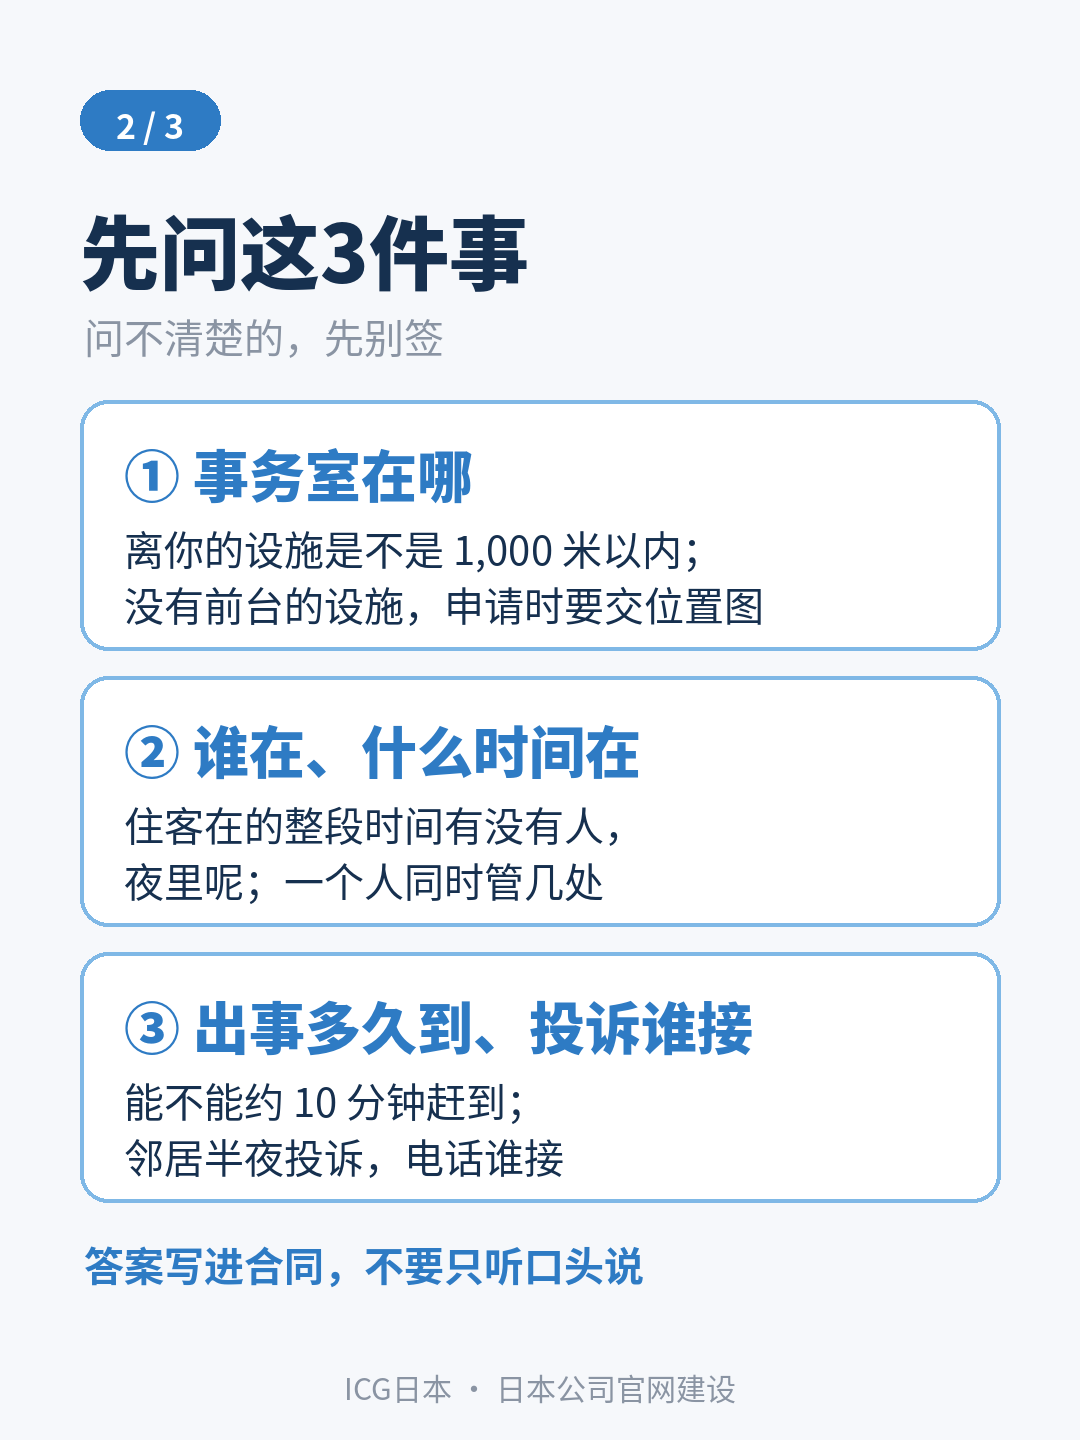 2 / 3
先问这3件事
问不清楚的，先别签
① 事务室在哪
离你的设施是不是 1,000 米以内；
没有前台的设施，申请时要交位置图
② 谁在、什么时间在
住客在的整段时间有没有人，
夜里呢；一个人同时管几处
③ 出事多久到、投诉谁接
能不能约 10 分钟赶到；
邻居半夜投诉，电话谁接
答案写进合同，不要只听口头说
ICG日本 · 日本公司官网建设